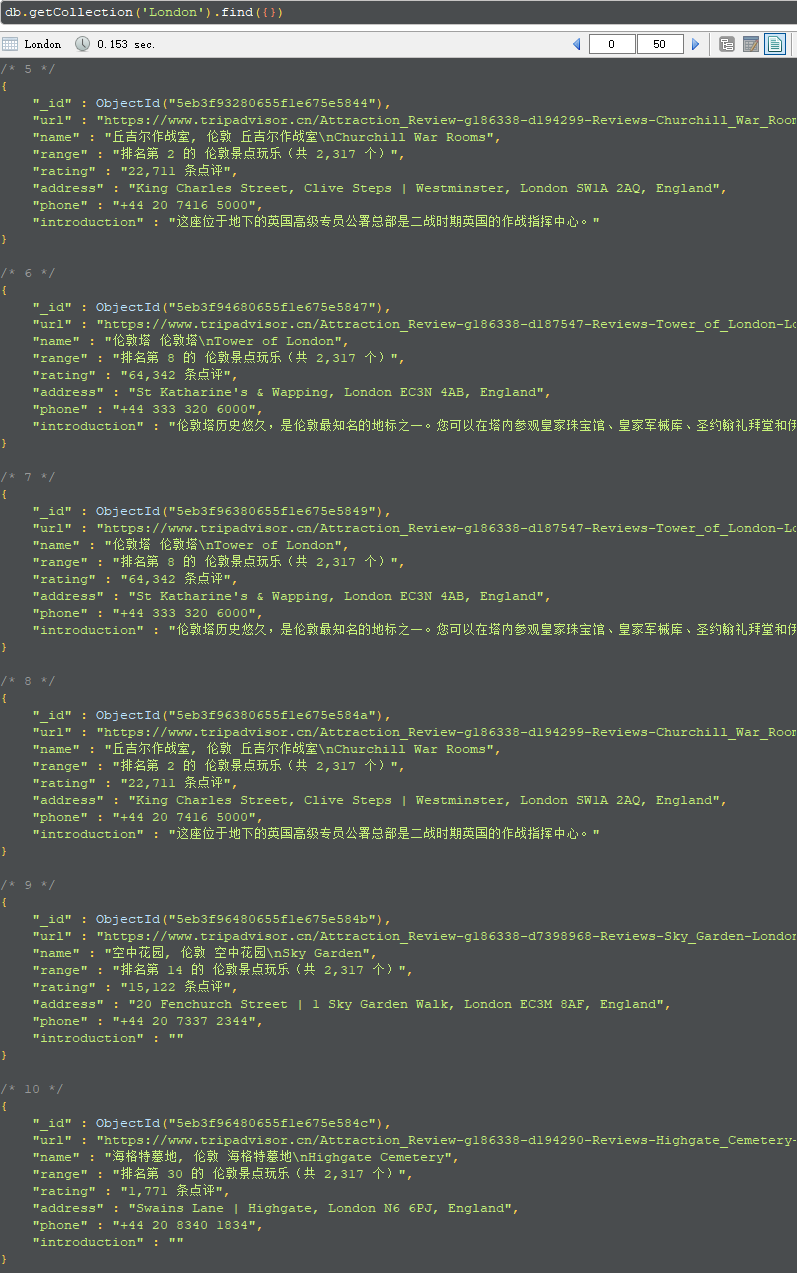 db.getCollection('London').find({})
London 0.153 sec. 0 50
/* 5 */
{
"_id" : ObjectId("5eb3f93280655f1e675e5844"),
"url" : "https://www.tripadvisor.cn/Attraction_Review-g186338-d194299-Reviews-Churchill_War_Room
"name" : "丘吉尔作战室, 伦敦 丘吉尔作战室\nChurchill War Rooms",
"range" : "排名第 2 的 伦敦景点玩乐（共 2,317 个）",
"rating" : "22,711 条点评",
"address" : "King Charles Street, Clive Steps | Westminster, London SW1A 2AQ, England",
"phone" : "+44 20 7416 5000",
"introduction" : "这座位于地下的英国高级专员公署总部是二战时期英国的作战指挥中心。"
}
/* 6 */
{
"_id" : ObjectId("5eb3f94680655f1e675e5847"),
"url" : "https://www.tripadvisor.cn/Attraction_Review-g186338-d187547-Reviews-Tower_of_London-Lo
"name" : "伦敦塔 伦敦塔\nTower of London",
"range" : "排名第 8 的 伦敦景点玩乐（共 2,317 个）",
"rating" : "64,342 条点评",
"address" : "St Katharine's & Wapping, London EC3N 4AB, England",
"phone" : "+44 333 320 6000",
"introduction" : "伦敦塔历史悠久，是伦敦最知名的地标之一。您可以在塔内参观皇家珠宝馆、皇家军械库、圣约翰礼拜堂和伊
}
/* 7 */
{
"_id" : ObjectId("5eb3f96380655f1e675e5849"),
"url" : "https://www.tripadvisor.cn/Attraction_Review-g186338-d187547-Reviews-Tower_of_London-Lo
"name" : "伦敦塔 伦敦塔\nTower of London",
"range" : "排名第 8 的 伦敦景点玩乐（共 2,317 个）",
"rating" : "64,342 条点评",
"address" : "St Katharine's & Wapping, London EC3N 4AB, England",
"phone" : "+44 333 320 6000",
"introduction" : "伦敦塔历史悠久，是伦敦最知名的地标之一。您可以在塔内参观皇家珠宝馆、皇家军械库、圣约翰礼拜堂和伊
}
/* 8 */
{
"_id" : ObjectId("5eb3f96380655f1e675e584a"),
"url" : "https://www.tripadvisor.cn/Attraction_Review-g186338-d194299-Reviews-Churchill_War_Room
"name" : "丘吉尔作战室, 伦敦 丘吉尔作战室\nChurchill War Rooms",
"range" : "排名第 2 的 伦敦景点玩乐（共 2,317 个）",
"rating" : "22,711 条点评",
"address" : "King Charles Street, Clive Steps | Westminster, London SW1A 2AQ, England",
"phone" : "+44 20 7416 5000",
"introduction" : "这座位于地下的英国高级专员公署总部是二战时期英国的作战指挥中心。"
}
/* 9 */
{
"_id" : ObjectId("5eb3f96480655f1e675e584b"),
"url" : "https://www.tripadvisor.cn/Attraction_Review-g186338-d7398968-Reviews-Sky_Garden-London
"name" : "空中花园, 伦敦 空中花园\nSky Garden",
"range" : "排名第 14 的 伦敦景点玩乐（共 2,317 个）",
"rating" : "15,122 条点评",
"address" : "20 Fenchurch Street | 1 Sky Garden Walk, London EC3M 8AF, England",
"phone" : "+44 20 7337 2344",
"introduction" : ""
}
/* 10 */
{
"_id" : ObjectId("5eb3f96480655f1e675e584c"),
"url" : "https://www.tripadvisor.cn/Attraction_Review-g186338-d194290-Reviews-Highgate_Cemetery-
"name" : "海格特墓地, 伦敦 海格特墓地\nHighgate Cemetery",
"range" : "排名第 30 的 伦敦景点玩乐（共 2,317 个）",
"rating" : "1,771 条点评",
"address" : "Swains Lane | Highgate, London N6 6PJ, England",
"phone" : "+44 20 8340 1834",
"introduction" : ""
}